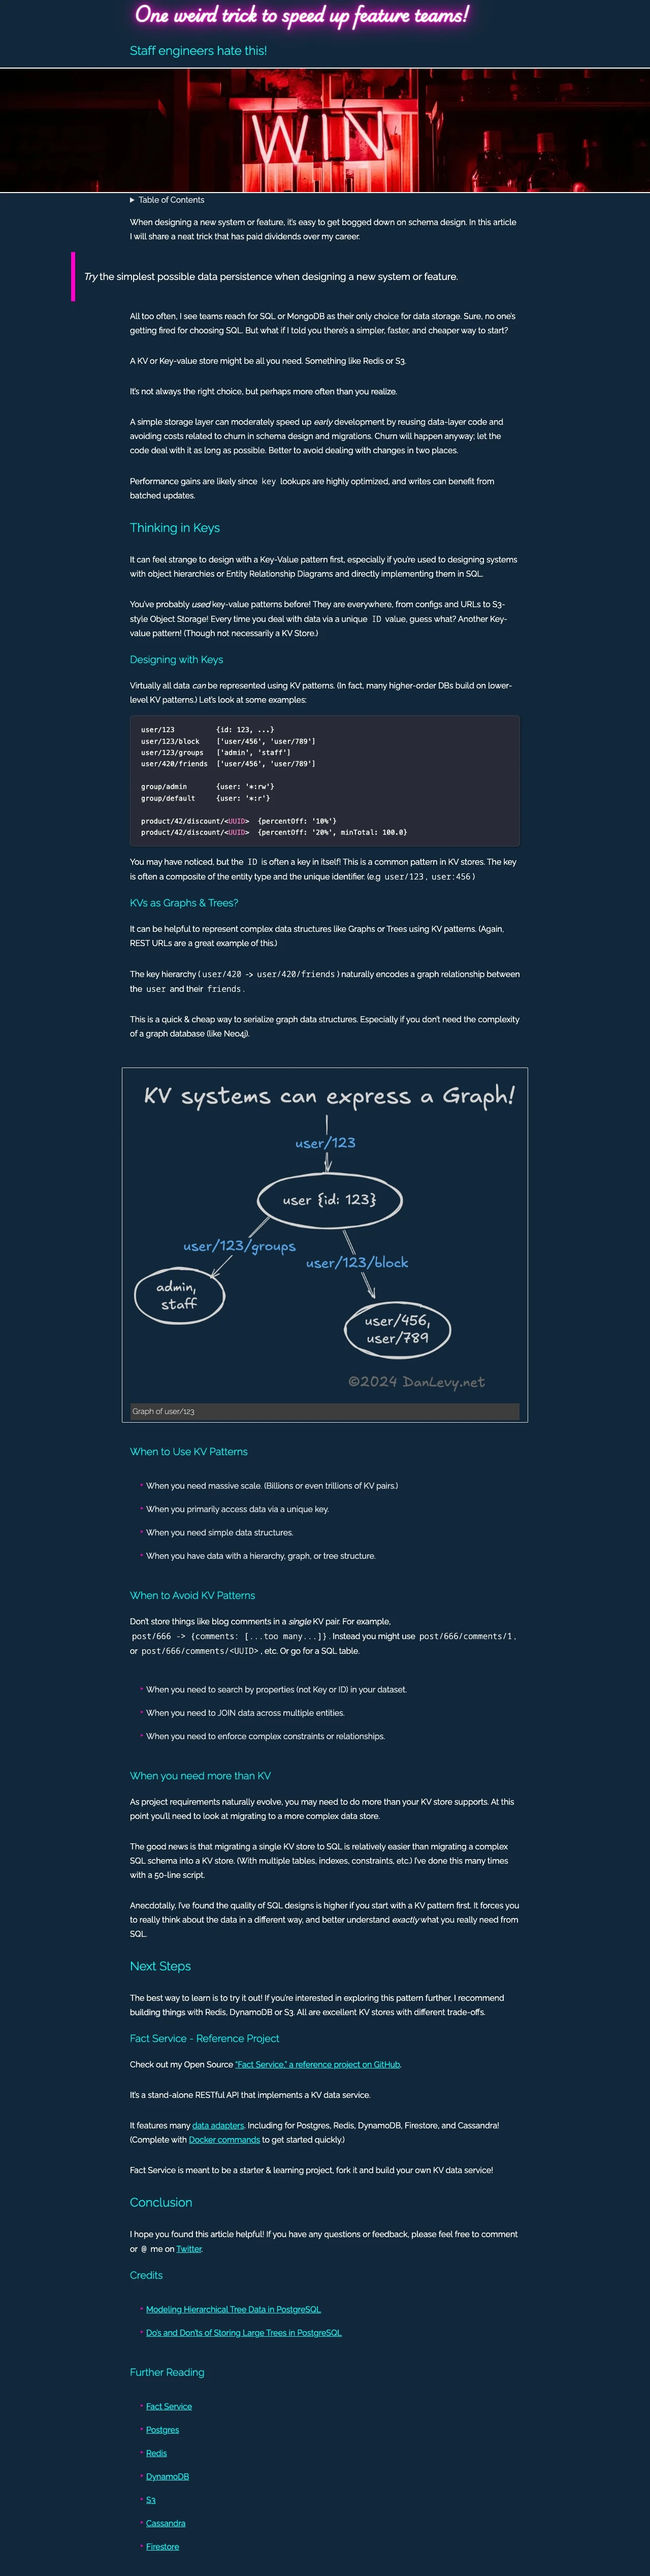 One weird trick to speed up feature teams!
Staff engineers hate this!
WIN
▶ Table of Contents
When designing a new system or feature, it's easy to get bogged down on schema design. In this article
I will share a neat trick that has paid dividends over my career.
Try the simplest possible data persistence when designing a new system or feature.
All too often, I see teams reach for SQL or MongoDB as their only choice for data storage. Sure, no one's
getting fired for choosing SQL. But what if I told you there's a simpler, faster, and cheaper way to start?
A KV or Key-value store might be all you need. Something like Redis or S3.
It's not always the right choice, but perhaps more often than you realize.
A simple storage layer can moderately speed up early development by reusing data-layer code and
avoiding costs related to churn in schema design and migrations. Churn will happen anyway; let the
code deal with it as long as possible. Better to avoid dealing with changes in two places.
Performance gains are likely since key lookups are highly optimized, and writes can benefit from
batched updates.
Thinking in Keys
It can feel strange to design with a Key-Value pattern first, especially if you're used to designing systems
with object hierarchies or Entity Relationship Diagrams and directly implementing them in SQL.
You've probably used key-value patterns before! They are everywhere, from configs and URLs to S3-
style Object Storage! Every time you deal with data via a unique ID value, guess what? Another Key-
value pattern! (Though not necessarily a KV Store.)
Designing with Keys
Virtually all data can be represented using KV patterns. (In fact, many higher-order DBs build on lower-
level KV patterns.) Let's look at some examples:
user/123 {id: 123, ...}
user/123/block ['user/456', 'user/789']
user/123/groups ['admin', 'staff']
user/420/friends ['user/456', 'user/789']
group/admin {user: '*:rw'}
group/default {user: '*:r'}
product/42/discount/<UUID> {percentOff: '10%'}
product/42/discount/<UUID> {percentOff: '20%', minTotal: 100.0}
You may have noticed, but the ID is often a key in itself! This is a common pattern in KV stores. The key
is often a composite of the entity type and the unique identifier. (e.g user/123, user:456)
KVs as Graphs & Trees?
It can be helpful to represent complex data structures like Graphs or Trees using KV patterns. (Again,
REST URLs are a great example of this.)
The key hierarchy (user/420 -> user/420/friends) naturally encodes a graph relationship between
the user and their friends.
This is a quick & cheap way to serialize graph data structures. Especially if you don't need the complexity
of a graph database (like Neo4j).
KV systems can express a Graph!
user/123
user {id: 123}
user/123/groups
user/123/block
admin,
staff
user/456,
user/789
©2024 DanLevy.net
Graph of user/123
When to Use KV Patterns
When you need massive scale. (Billions or even trillions of KV pairs.)
When you primarily access data via a unique key.
When you need simple data structures.
When you have data with a hierarchy, graph, or tree structure.
When to Avoid KV Patterns
Don't store things like blog comments in a single KV pair. For example,
post/666 -> {comments: [...too many...]}. Instead you might use post/666/comments/1,
or post/666/comments/<UUID>, etc. Or go for a SQL table.
When you need to search by properties (not Key or ID) in your dataset.
When you need to JOIN data across multiple entities.
When you need to enforce complex constraints or relationships.
When you need more than KV
As project requirements naturally evolve, you may need to do more than your KV store supports. At this
point you'll need to look at migrating to a more complex data store.
The good news is that migrating a single KV store to SQL is relatively easier than migrating a complex
SQL schema into a KV store. (With multiple tables, indexes, constraints, etc.) I've done this many times
with a 50-line script.
Anecdotally, I've found the quality of SQL designs is higher if you start with a KV pattern first. It forces you
to really think about the data in a different way, and better understand exactly what you really need from
SQL.
Next Steps
The best way to learn is to try it out! If you're interested in exploring this pattern further, I recommend
building things with Redis, DynamoDB or S3. All are excellent KV stores with different trade-offs.
Fact Service - Reference Project
Check out my Open Source "Fact Service," a reference project on GitHub.
It's a stand-alone RESTful API that implements a KV data service.
It features many data adapters. Including for Postgres, Redis, DynamoDB, Firestore, and Cassandra!
(Complete with Docker commands to get started quickly.)
Fact Service is meant to be a starter & learning project, fork it and build your own KV data service!
Conclusion
I hope you found this article helpful! If you have any questions or feedback, please feel free to comment
or @ me on Twitter.
Credits
Modeling Hierarchical Tree Data in PostgreSQL
Do's and Don'ts of Storing Large Trees in PostgreSQL
Further Reading
Fact Service
Postgres
Redis
DynamoDB
S3
Cassandra
Firestore